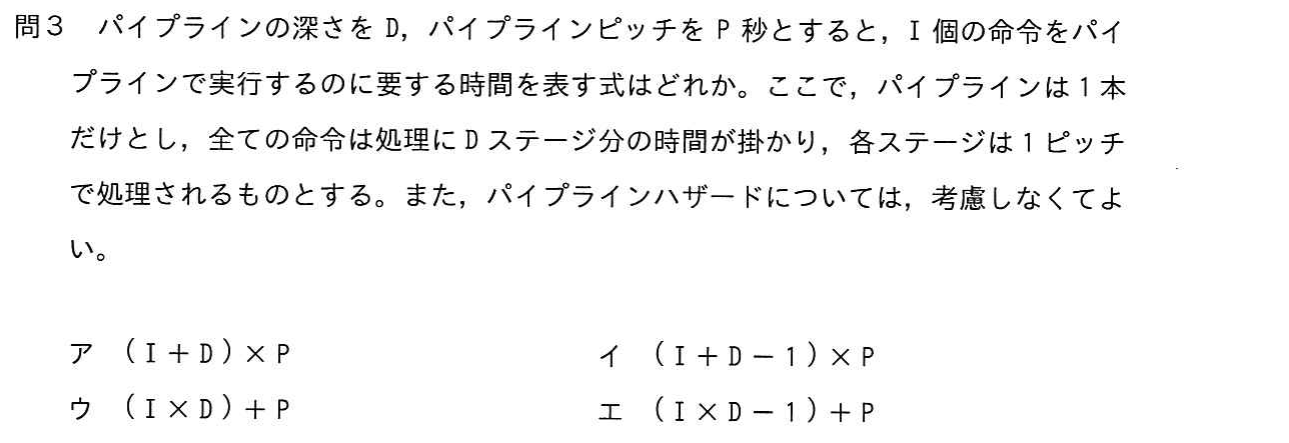 問３　パイプラインの深さを D，パイプラインピッチを P 秒とすると，I 個の命令をパイ
プラインで実行するのに要する時間を表す式はどれか。ここで，パイプラインは１本
だけとし，全ての命令は処理に D ステージ分の時間が掛かり，各ステージは１ピッチ
で処理されるものとする。また，パイプラインハザードについては，考慮しなくてよ
い。
ア　（I＋D）×P　　イ　（I＋D－1）×P
ウ　（I×D）＋P　　エ　（I×D－1）＋P